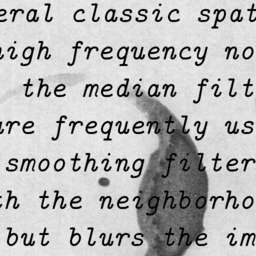 eral classic spat
high frequency no
the median filt
are frequently us
smoothing filter
th the neighborho
but blurs the im